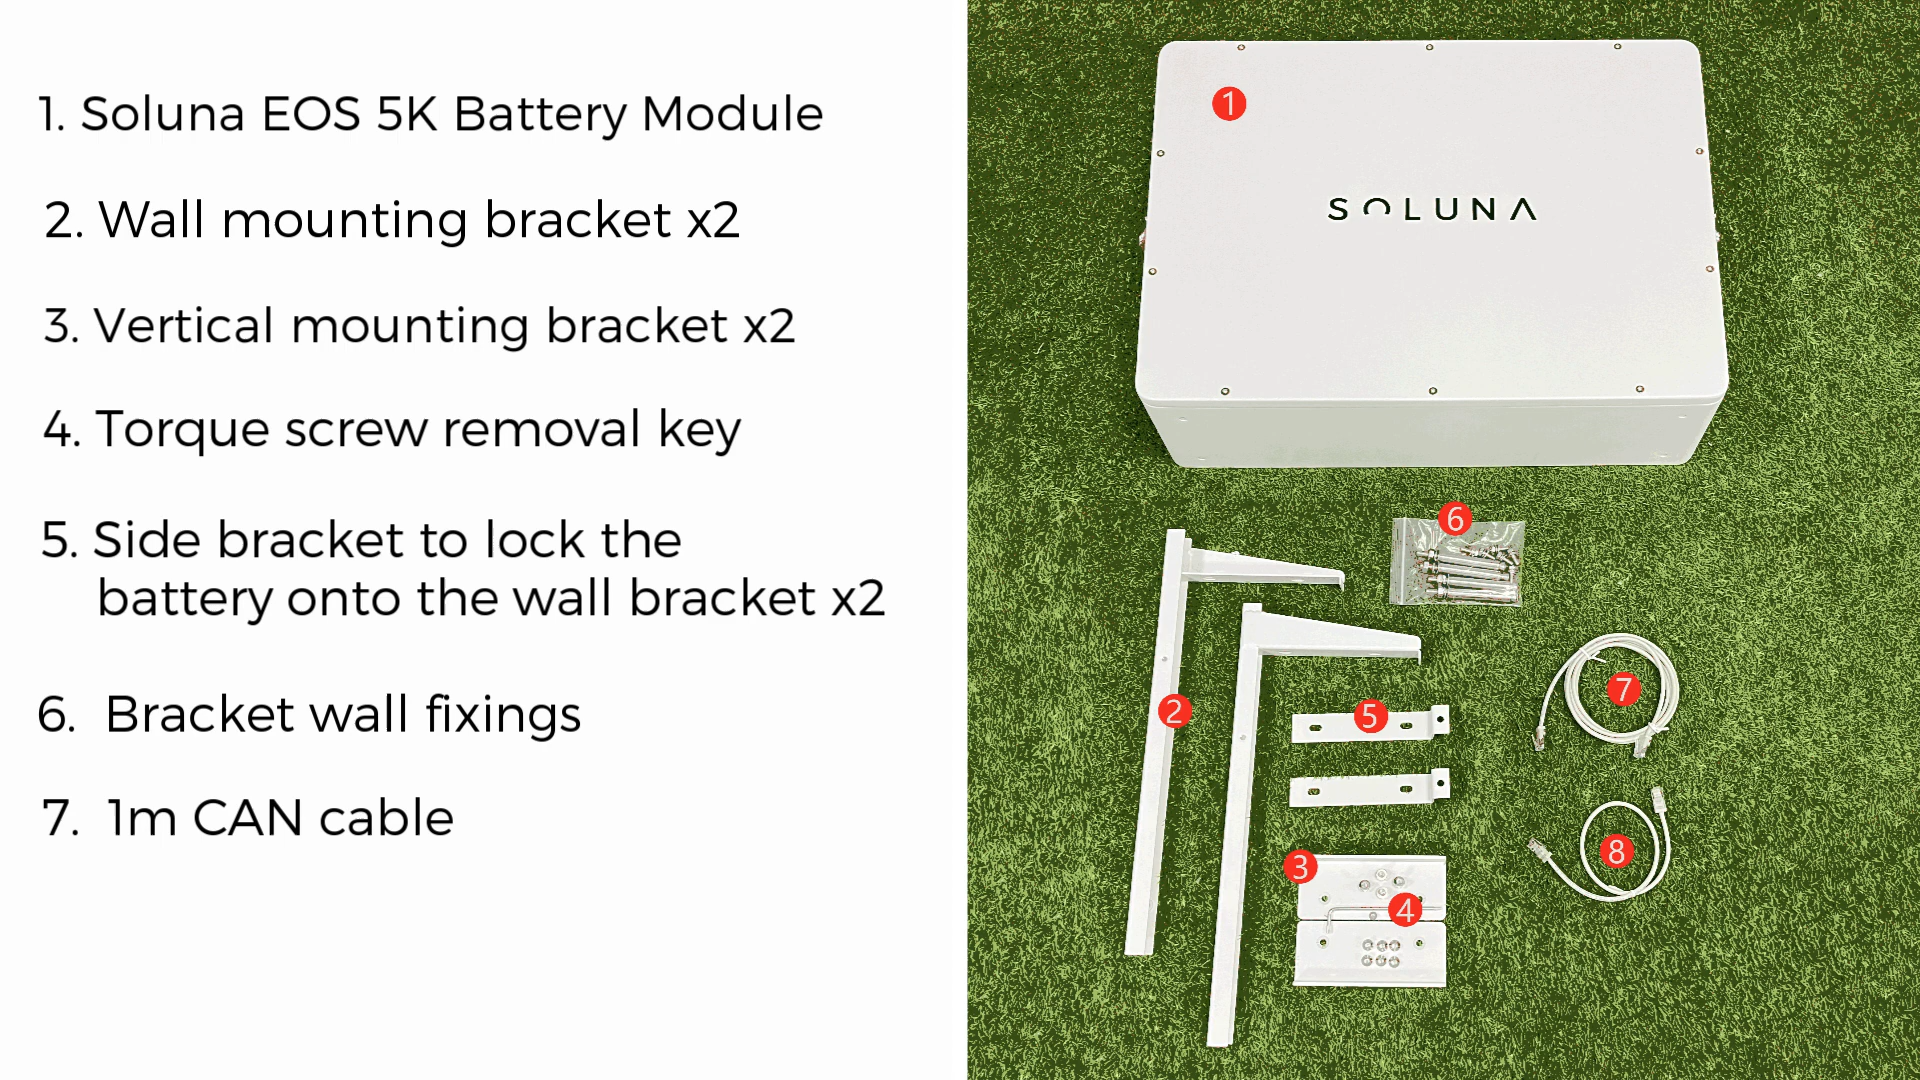 1. Soluna EOS 5K Battery Module
2. Wall mounting bracket x2
3. Vertical mounting bracket x2
4. Torque screw removal key
5. Side bracket to lock the
battery onto the wall bracket x2
6. Bracket wall fixings
7. 1m CAN cable
1
SOLUNA
6
7
2
5
8
3
4